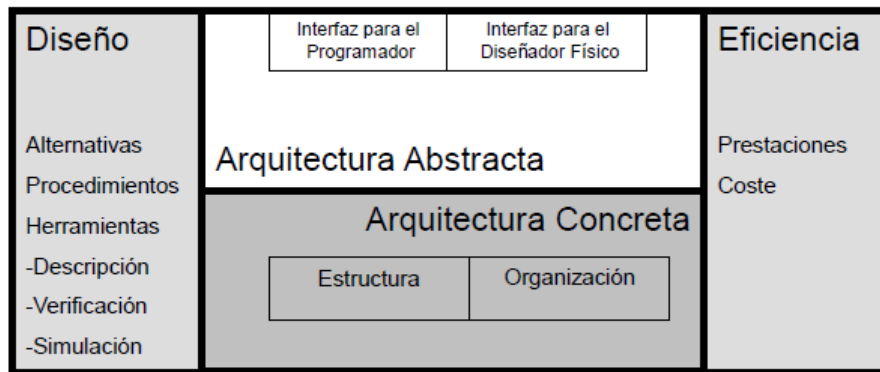 Diseño
Alternativas
Procedimientos
Herramientas
-Descripción
-Verificación
-Simulación
Interfaz para el
Programador
Interfaz para el
Diseñador Físico
Arquitectura Abstracta
Arquitectura Concreta
Estructura
Organización
Eficiencia
Prestaciones
Coste